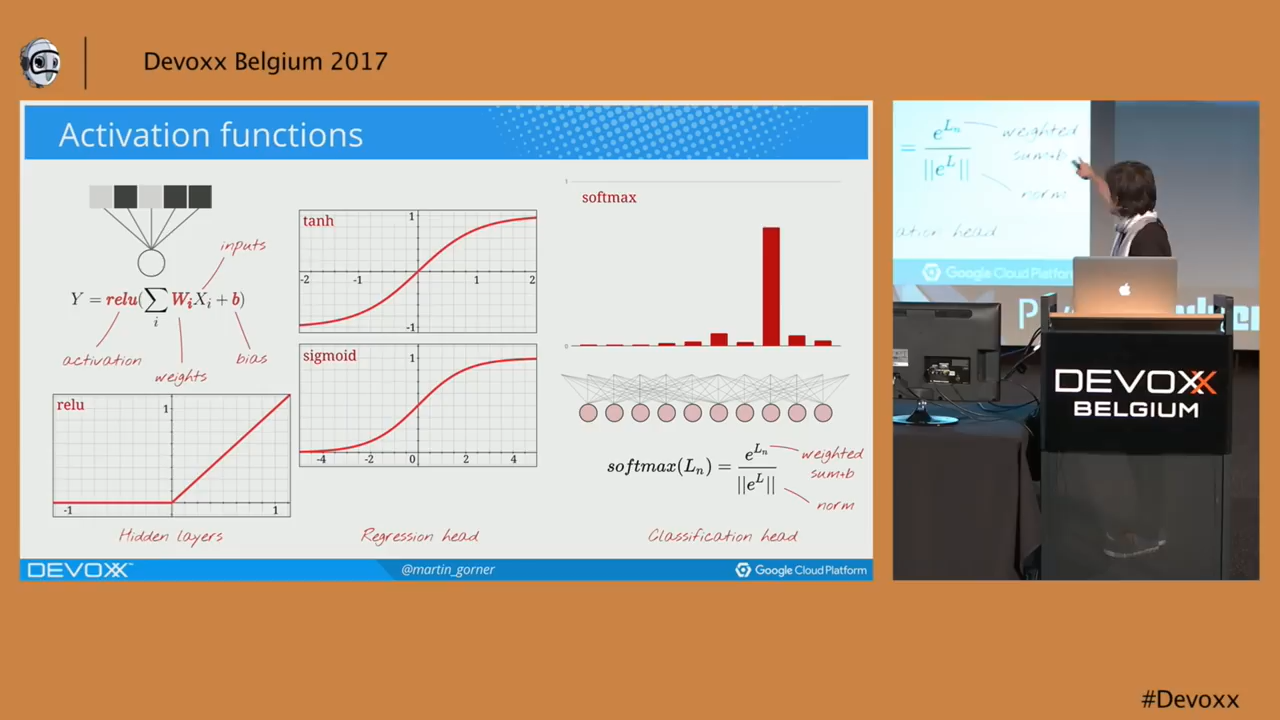 Devoxx Belgium 2017
Activation functions
inputs
Y = relu(∑ WᵢXᵢ + b)
i
activation
weights
bias
relu
1
-1
1
Hidden layers
tanh
1
-2
-1
1
2
-1
sigmoid
1
-4
-2
0
2
4
Regression head
softmax
1
0
softmax(Lₙ) = e^{Lₙ} / ||e^L||
weighted
sum+b
norm
Classification head
DEVOXX™
@martin_gorner
Google Cloud Platform
= e^{Lₙ} / ||e^L||
weighted
sum+b
norm
ation head
Google Cloud Platform
DEVOXX
BELGIUM
#Devoxx